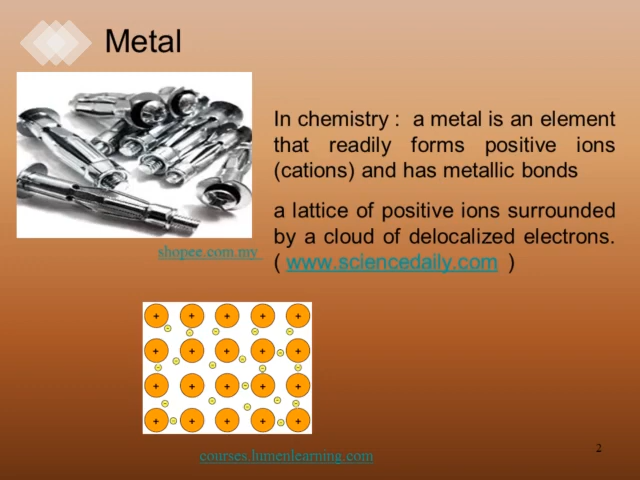 Metal
In chemistry :  a metal is an element
that readily forms positive ions
(cations) and has metallic bonds
a lattice of positive ions surrounded
by a cloud of delocalized electrons.
( www.sciencedaily.com  )
shopee.com.my
+ + + + +
+ + + + +
+ + + + +
+ + + + +
courses.lumenlearning.com
2